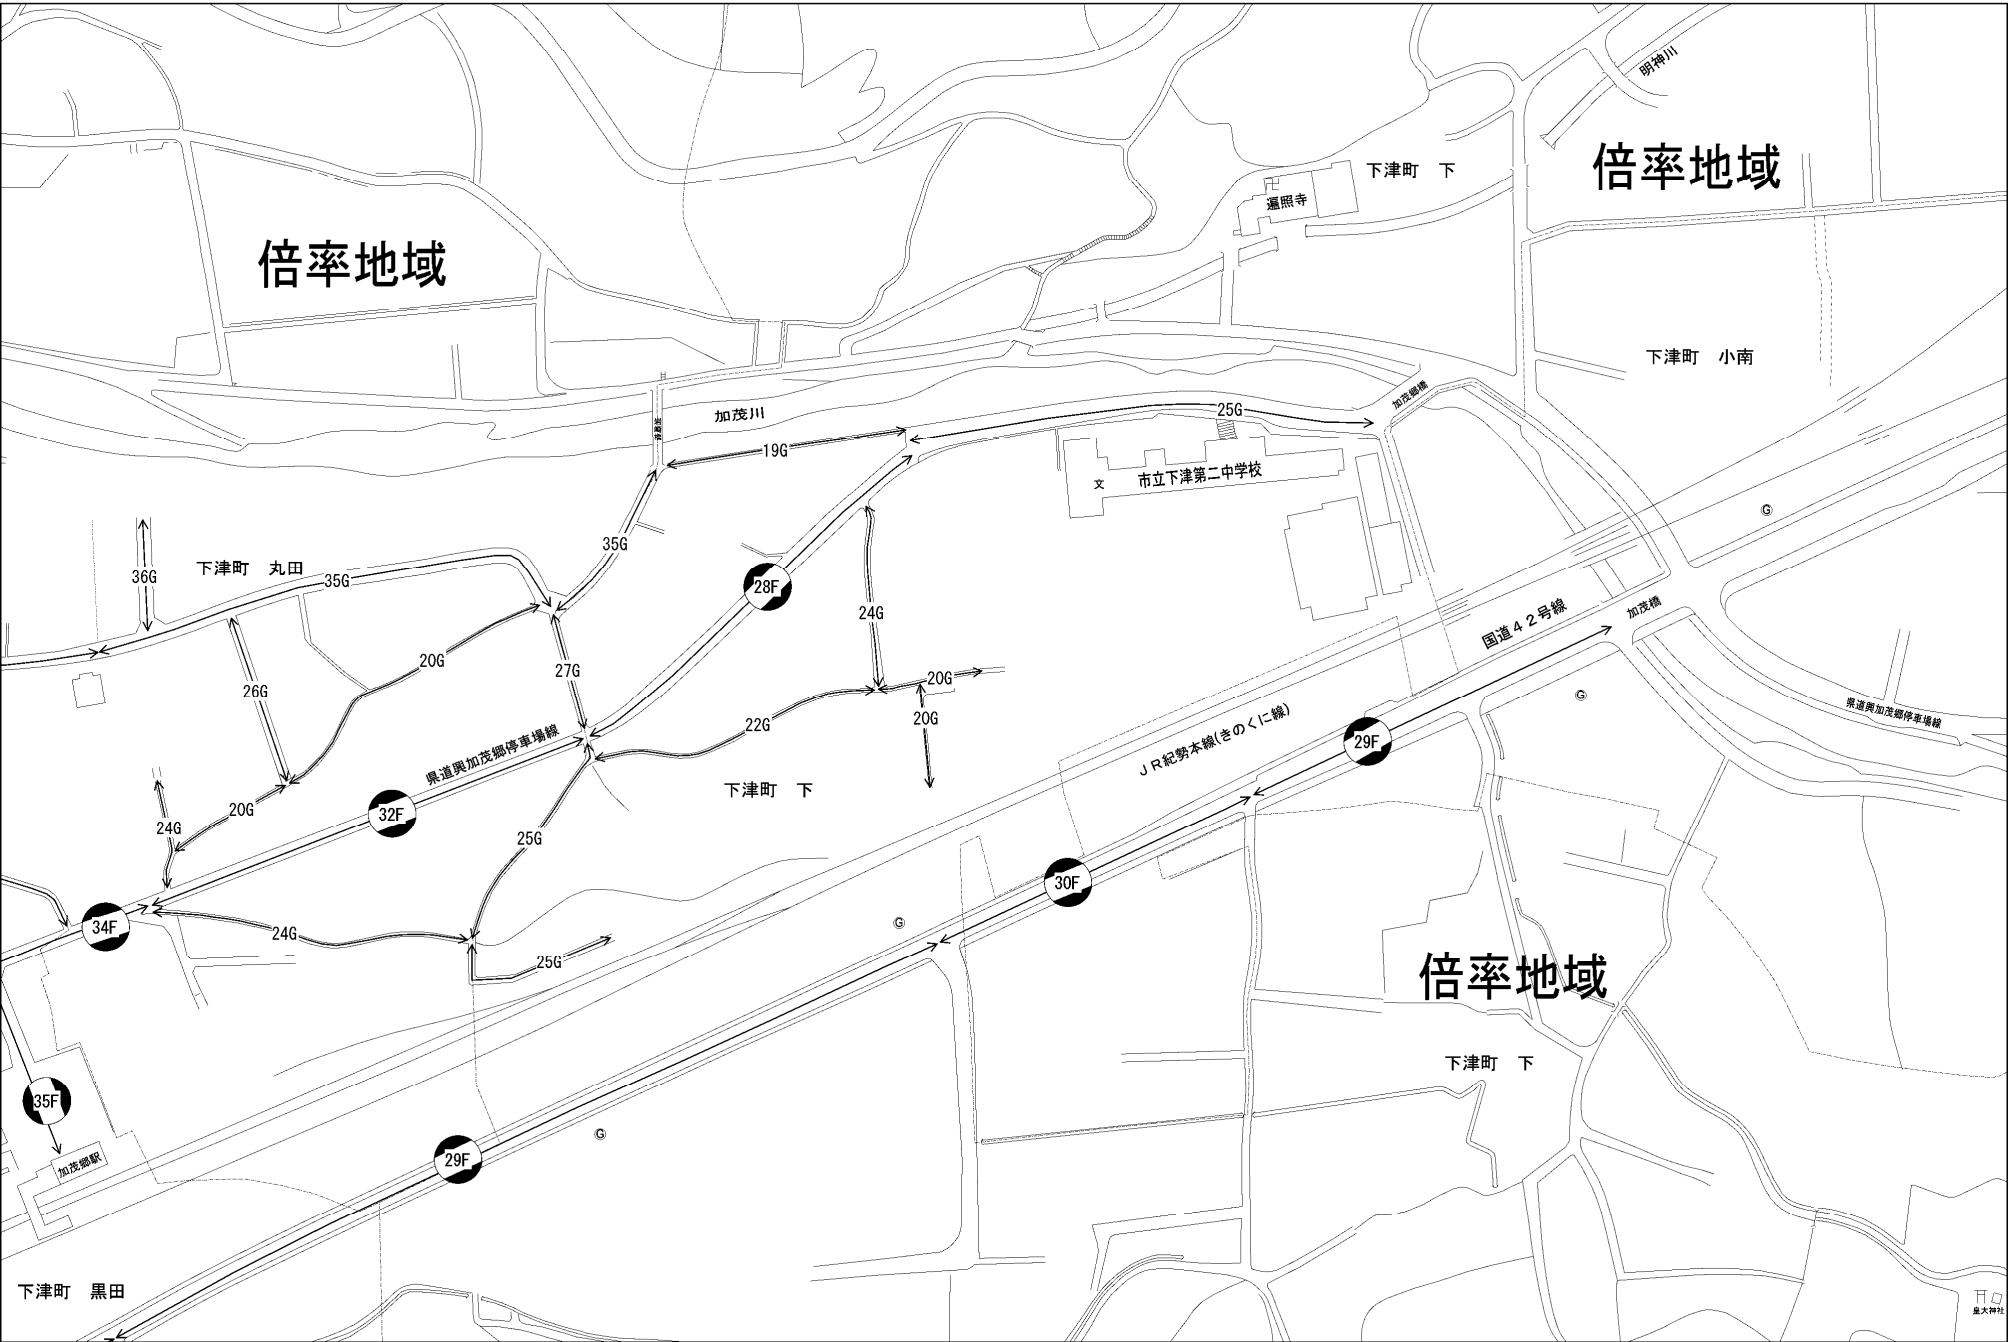 明神川
倍率地域
下津町 下
遍照寺
倍率地域
下津町 小南
加茂郷橋
加茂川
25G
19G
市立下津第二中学校
文
G
35G
下津町 丸田
36G
35G
28F
24G
加茂橋
国道42号線
20G
27G
26G
20G
20G
G
県道興加茂郷停車場線
22G
県道興加茂郷停車場線
JR紀勢本線(きのくに線)
29F
下津町 下
20G
32F
24G
25G
30F
34F
24G
G
25G
倍率地域
下津町 下
35F
G
29F
加茂郷駅
下津町 黒田
皇大神社